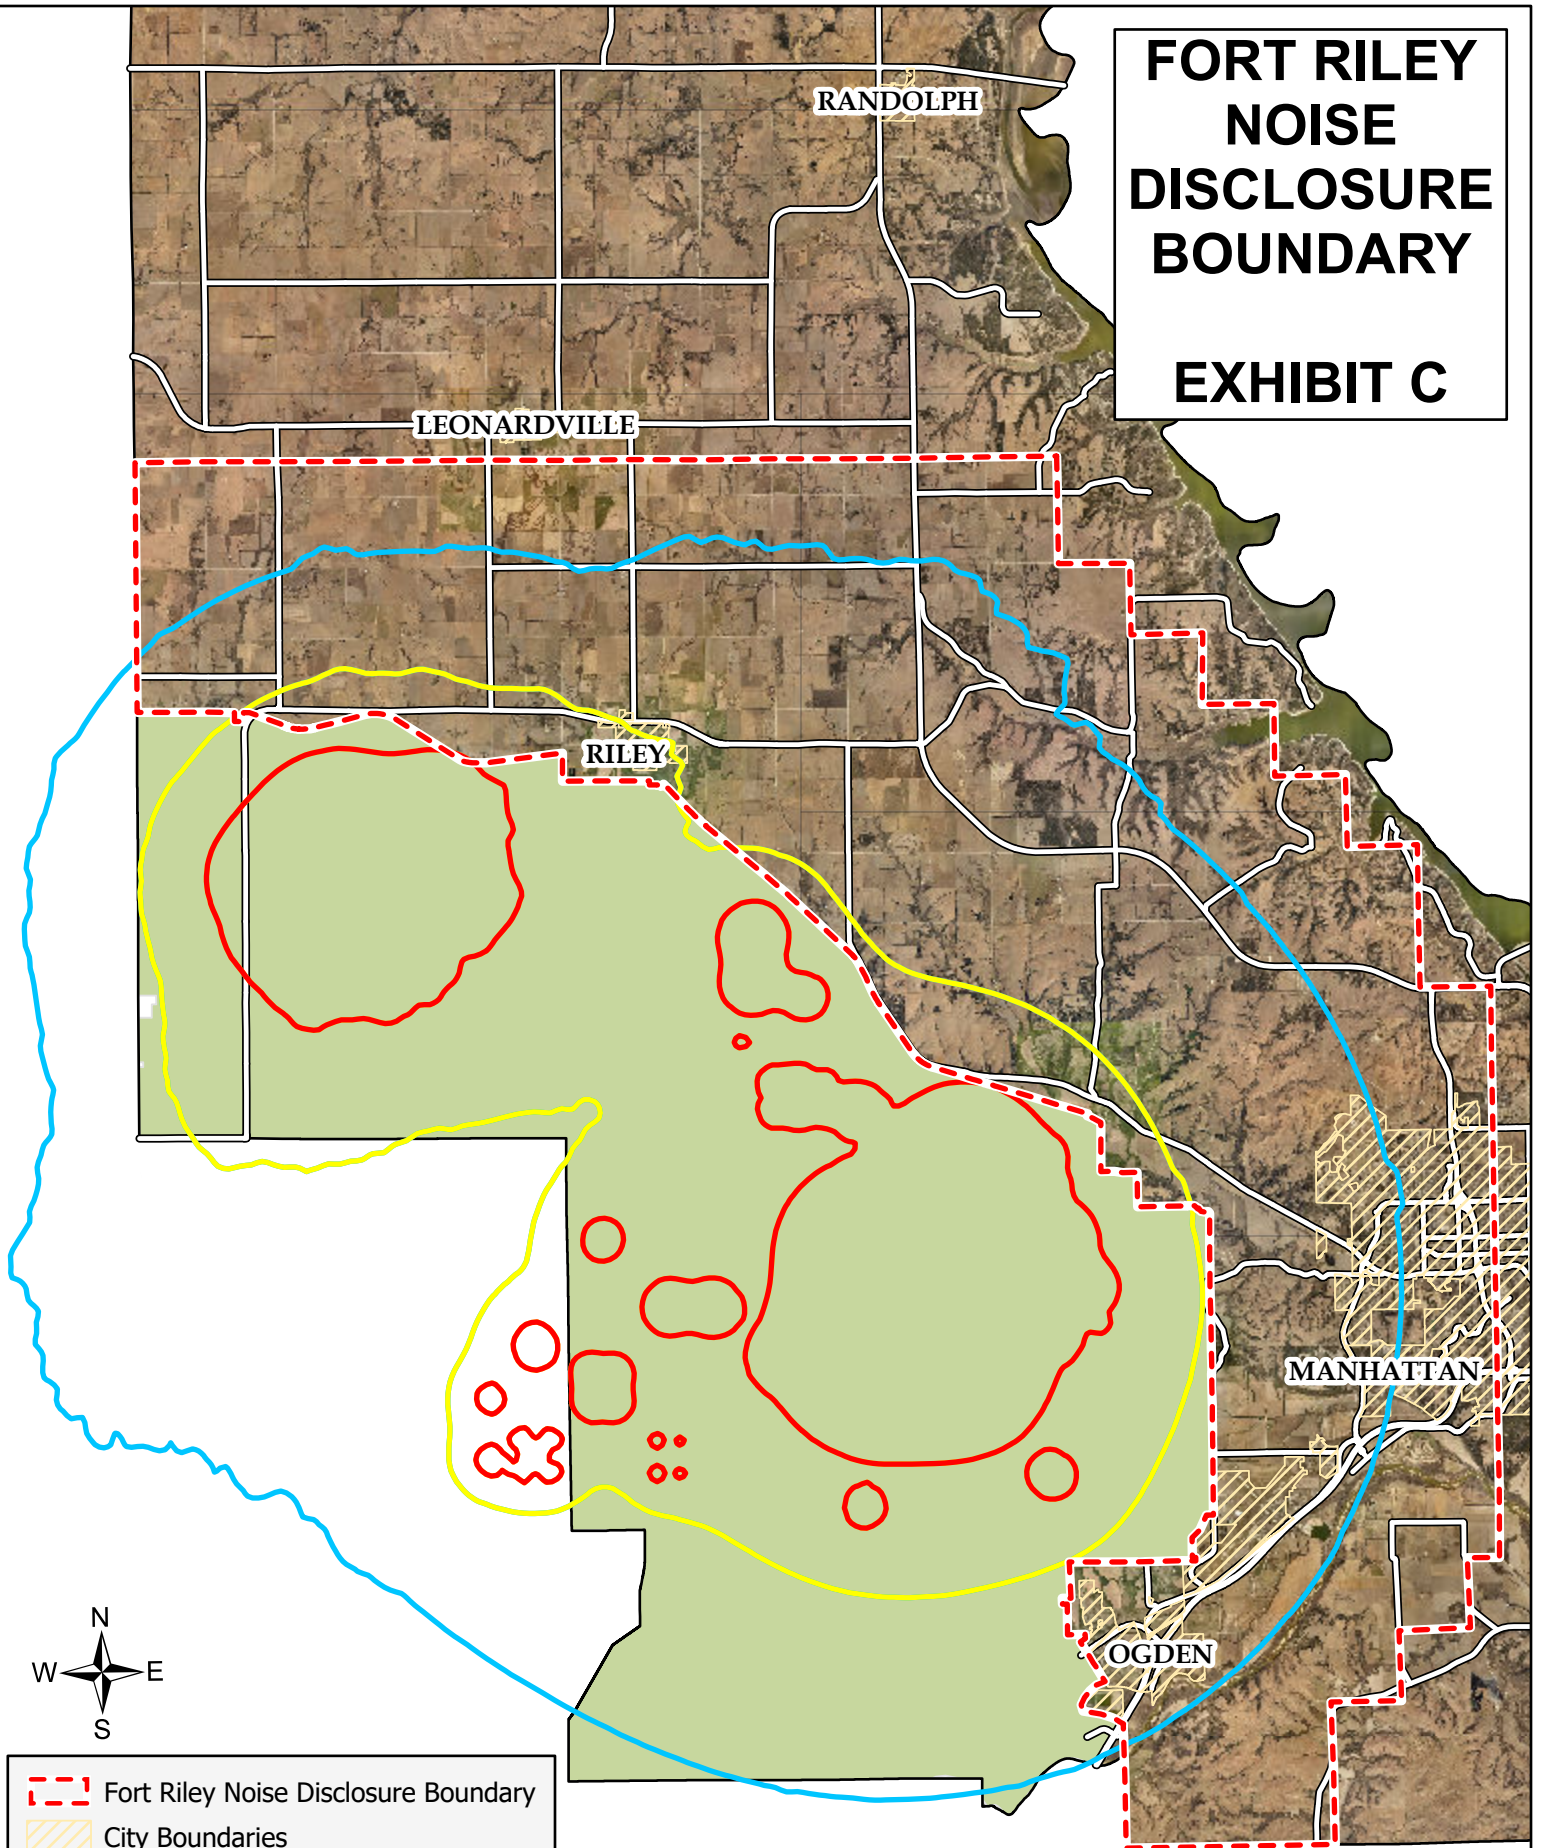 FORT RILEY
NOISE
DISCLOSURE
BOUNDARY
EXHIBIT C
RANDOLPH
LEONARDVILLE
RILEY
MANHATTAN
OGDEN
N
W E
S
Fort Riley Noise Disclosure Boundary
City Boundaries